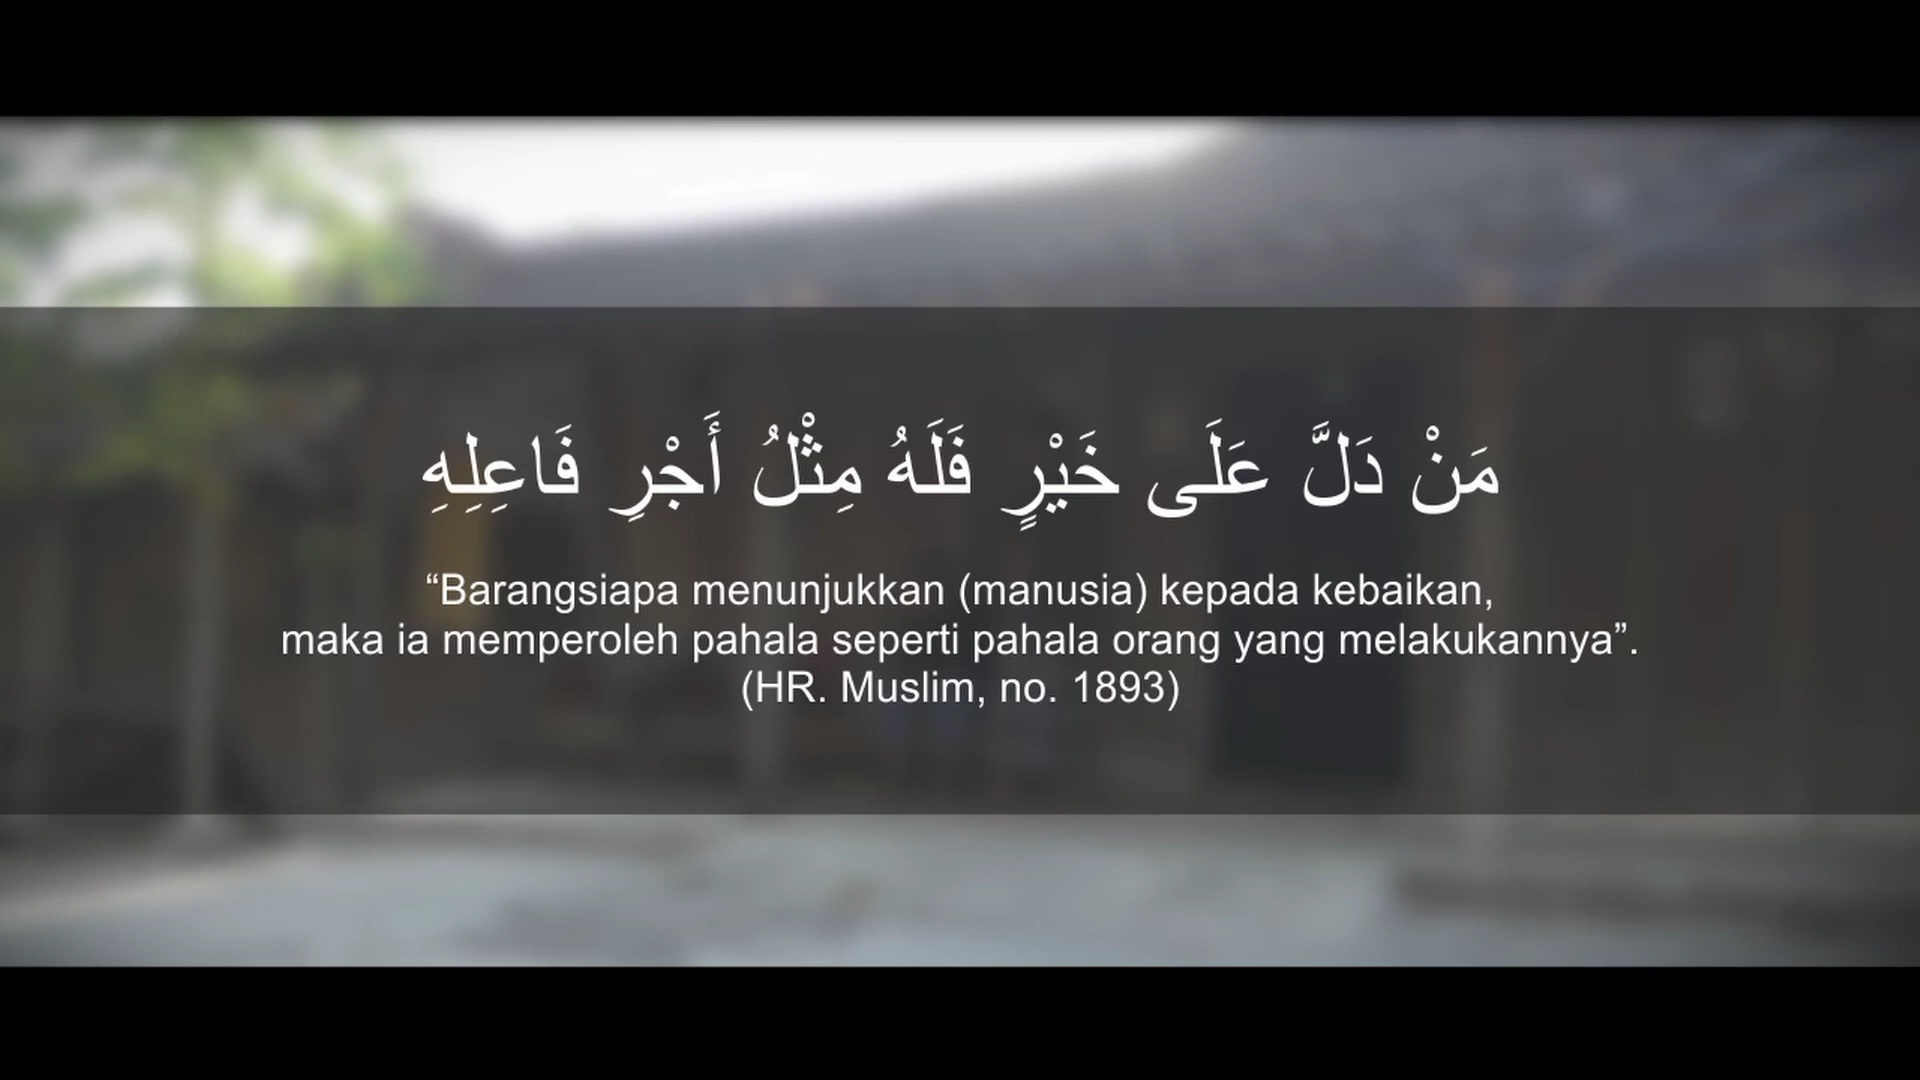 مَنْ دَلَّ عَلَى خَيْرٍ فَلَهُ مِثْلُ أَجْرِ فَاعِلِهِ
“Barangsiapa menunjukkan (manusia) kepada kebaikan,
maka ia memperoleh pahala seperti pahala orang yang melakukannya”.
(HR. Muslim, no. 1893)